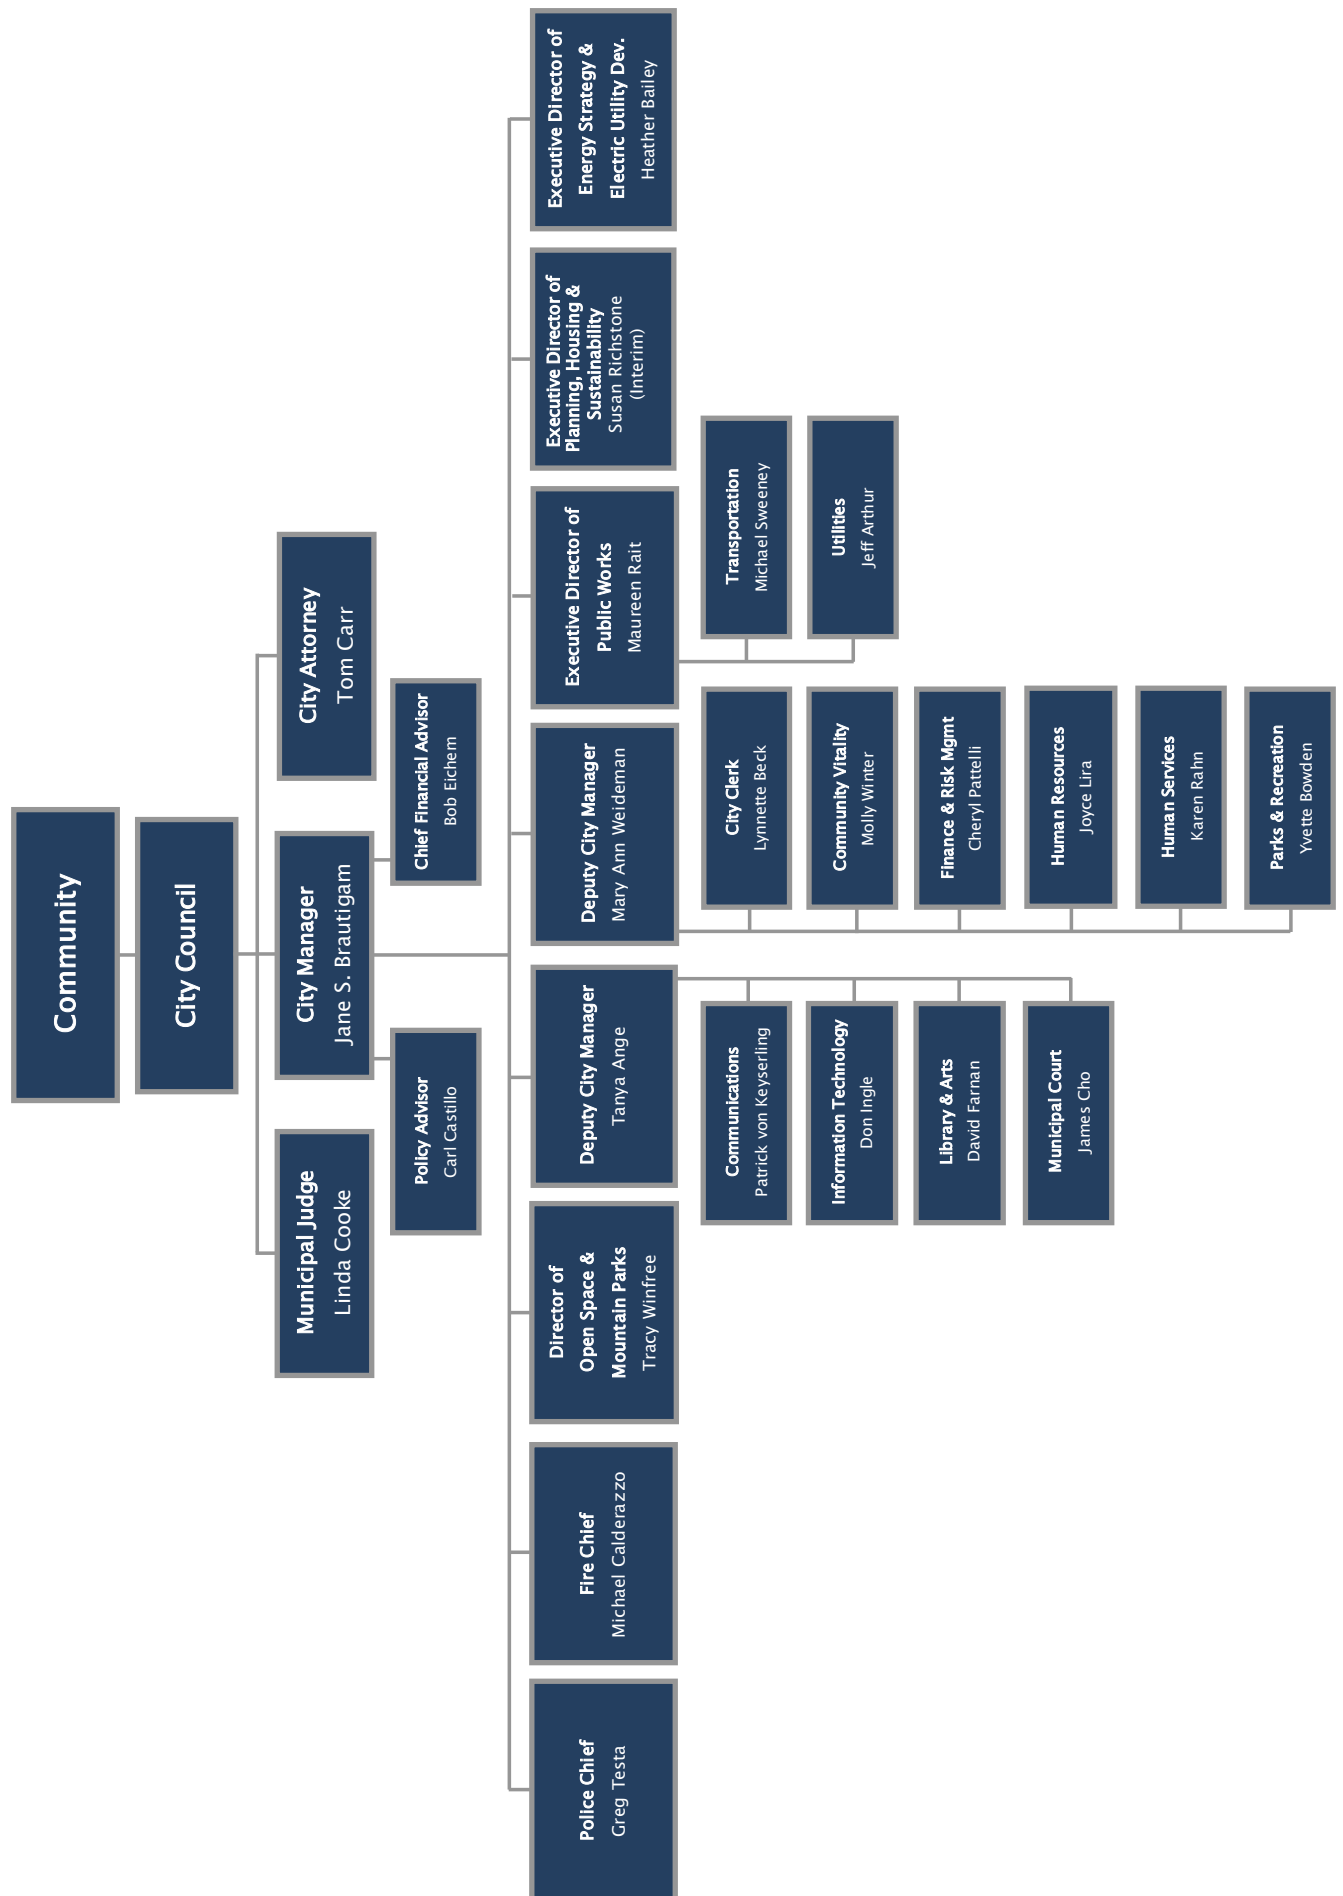 Community
City Council
Municipal Judge
Linda Cooke
City Manager
Jane S. Brautigam
City Attorney
Tom Carr
Policy Advisor
Carl Castillo
Chief Financial Advisor
Bob Eichem
Police Chief
Greg Testa
Fire Chief
Michael Calderazzo
Director of
Open Space &
Mountain Parks
Tracy Winfree
Deputy City Manager
Tanya Ange
Deputy City Manager
Mary Ann Weideman
Executive Director of
Public Works
Maureen Rait
Executive Director of
Planning, Housing &
Sustainability
Susan Richstone
(Interim)
Executive Director of
Energy Strategy &
Electric Utility Dev.
Heather Bailey
Communications
Patrick von Keyserling
Information Technology
Don Ingle
Library & Arts
David Farnan
Municipal Court
James Cho
City Clerk
Lynnette Beck
Community Vitality
Molly Winter
Finance & Risk Mgmt
Cheryl Pattelli
Human Resources
Joyce Lira
Human Services
Karen Rahn
Parks & Recreation
Yvette Bowden
Transportation
Michael Sweeney
Utilities
Jeff Arthur